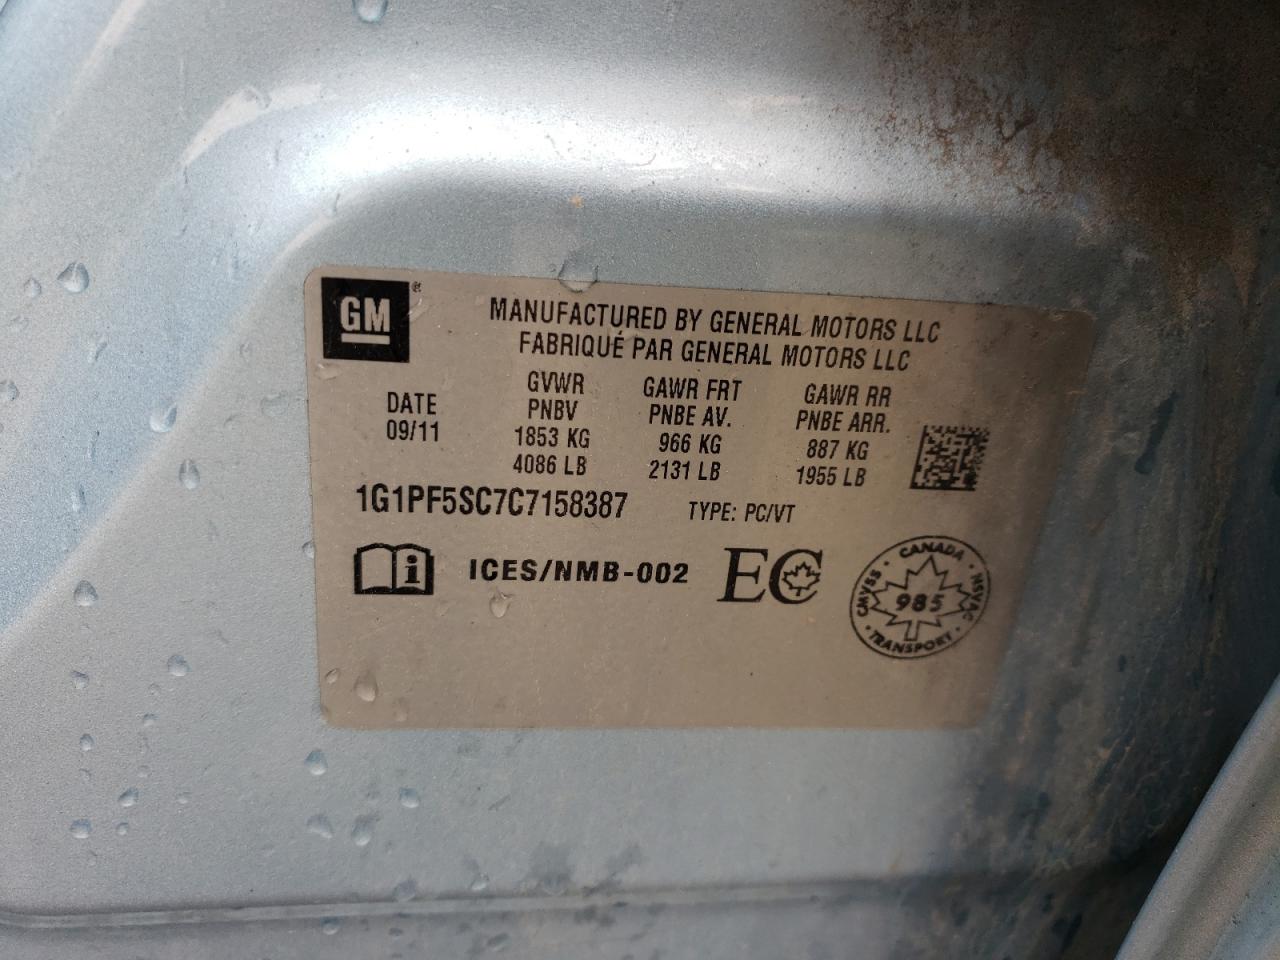 GM ®
MANUFACTURED BY GENERAL MOTORS LLC
FABRIQUÉ PAR GENERAL MOTORS LLC
DATE
09/11
GVWR
PNBV
1853 KG
4086 LB
GAWR FRT
PNBE AV.
966 KG
2131 LB
GAWR RR
PNBE ARR.
887 KG
1955 LB
1G1PF5SC7C7158387 TYPE: PC/VT
i ICES/NMB-002 EC
CANADA · NSVAC · TRANSPORT · CMVSS ·
985